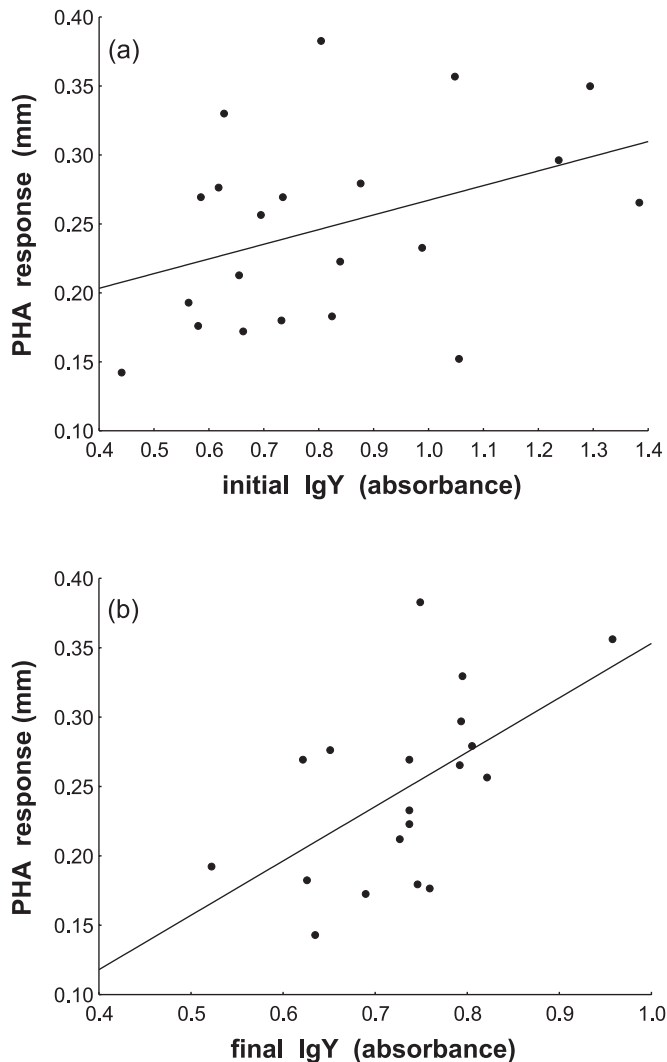 (a)
PHA response (mm)
0.40
0.35
0.30
0.25
0.20
0.15
0.10
0.4 0.5 0.6 0.7 0.8 0.9 1.0 1.1 1.2 1.3 1.4
initial IgY (absorbance)
(b)
PHA response (mm)
0.40
0.35
0.30
0.25
0.20
0.15
0.10
0.4 0.5 0.6 0.7 0.8 0.9 1.0
final IgY (absorbance)